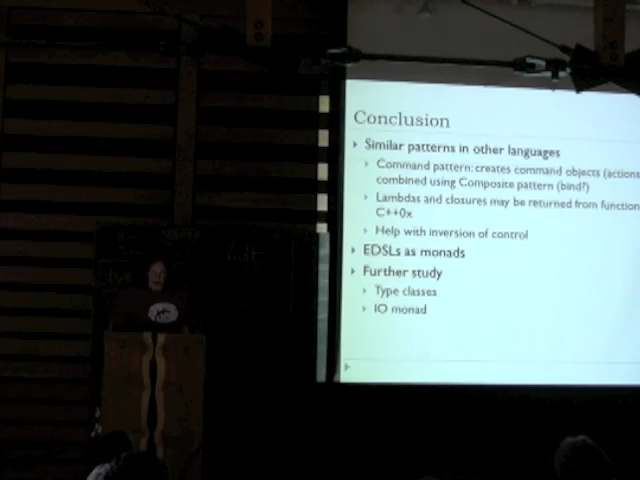 Conclusion
Similar patterns in other languages
Command pattern: creates command objects (actions
combined using Composite pattern (bind?)
Lambdas and closures may be returned from function
C++0x
Help with inversion of control
EDSLs as monads
Further study
Type classes
IO monad